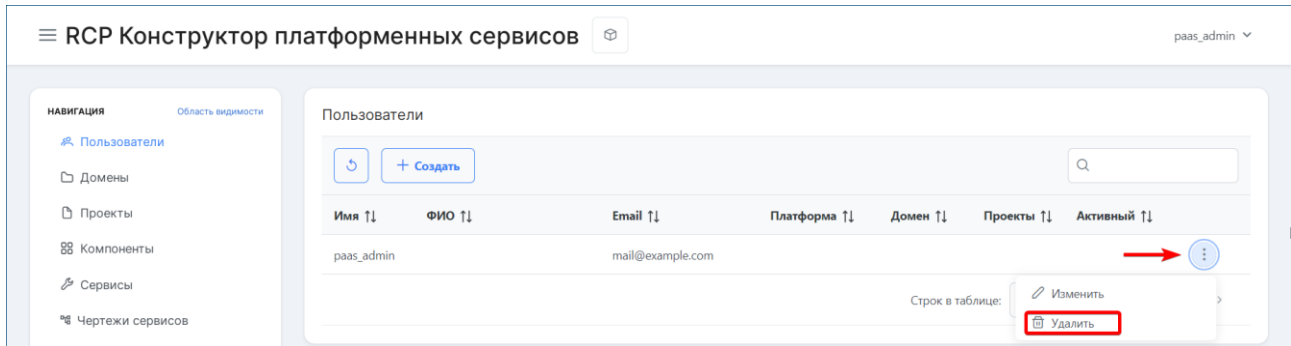 RCP Конструктор платформенных сервисов
paas_admin
НАВИГАЦИЯ Область видимости
Пользователи
Домены
Проекты
Компоненты
Сервисы
Чертежи сервисов
Пользователи
Создать
Имя ФИО Email Платформа Домен Проекты Активный
paas_admin mail@example.com
Строк в таблице:
Изменить
Удалить